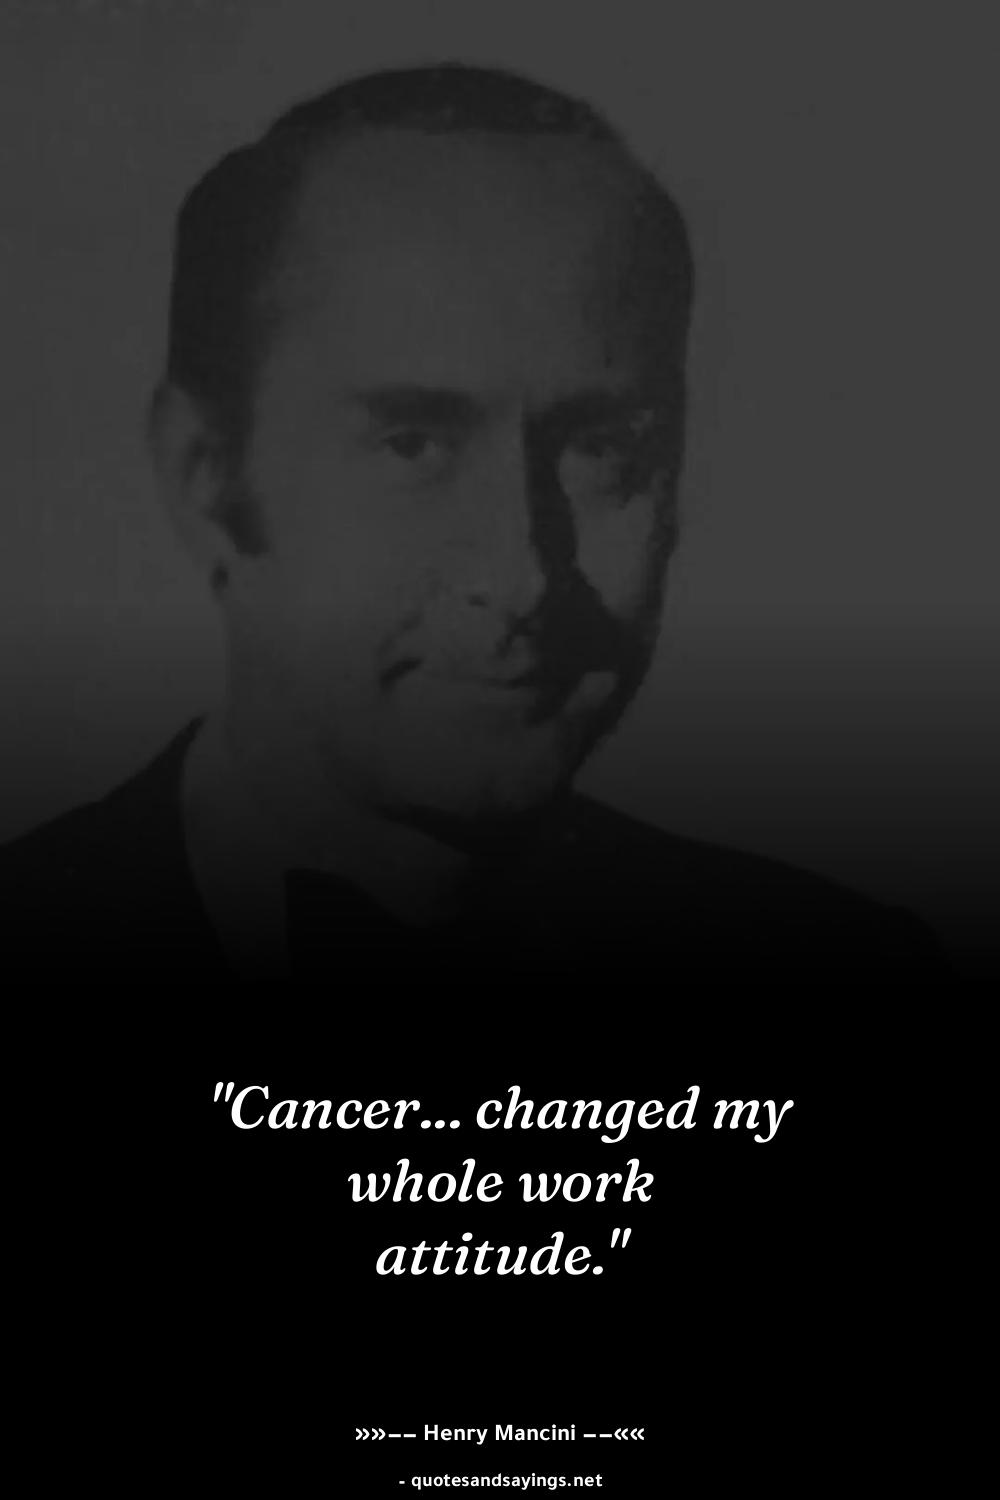 "Cancer... changed my
whole work
attitude."
»»−− Henry Mancini −−««
- quotesandsayings.net